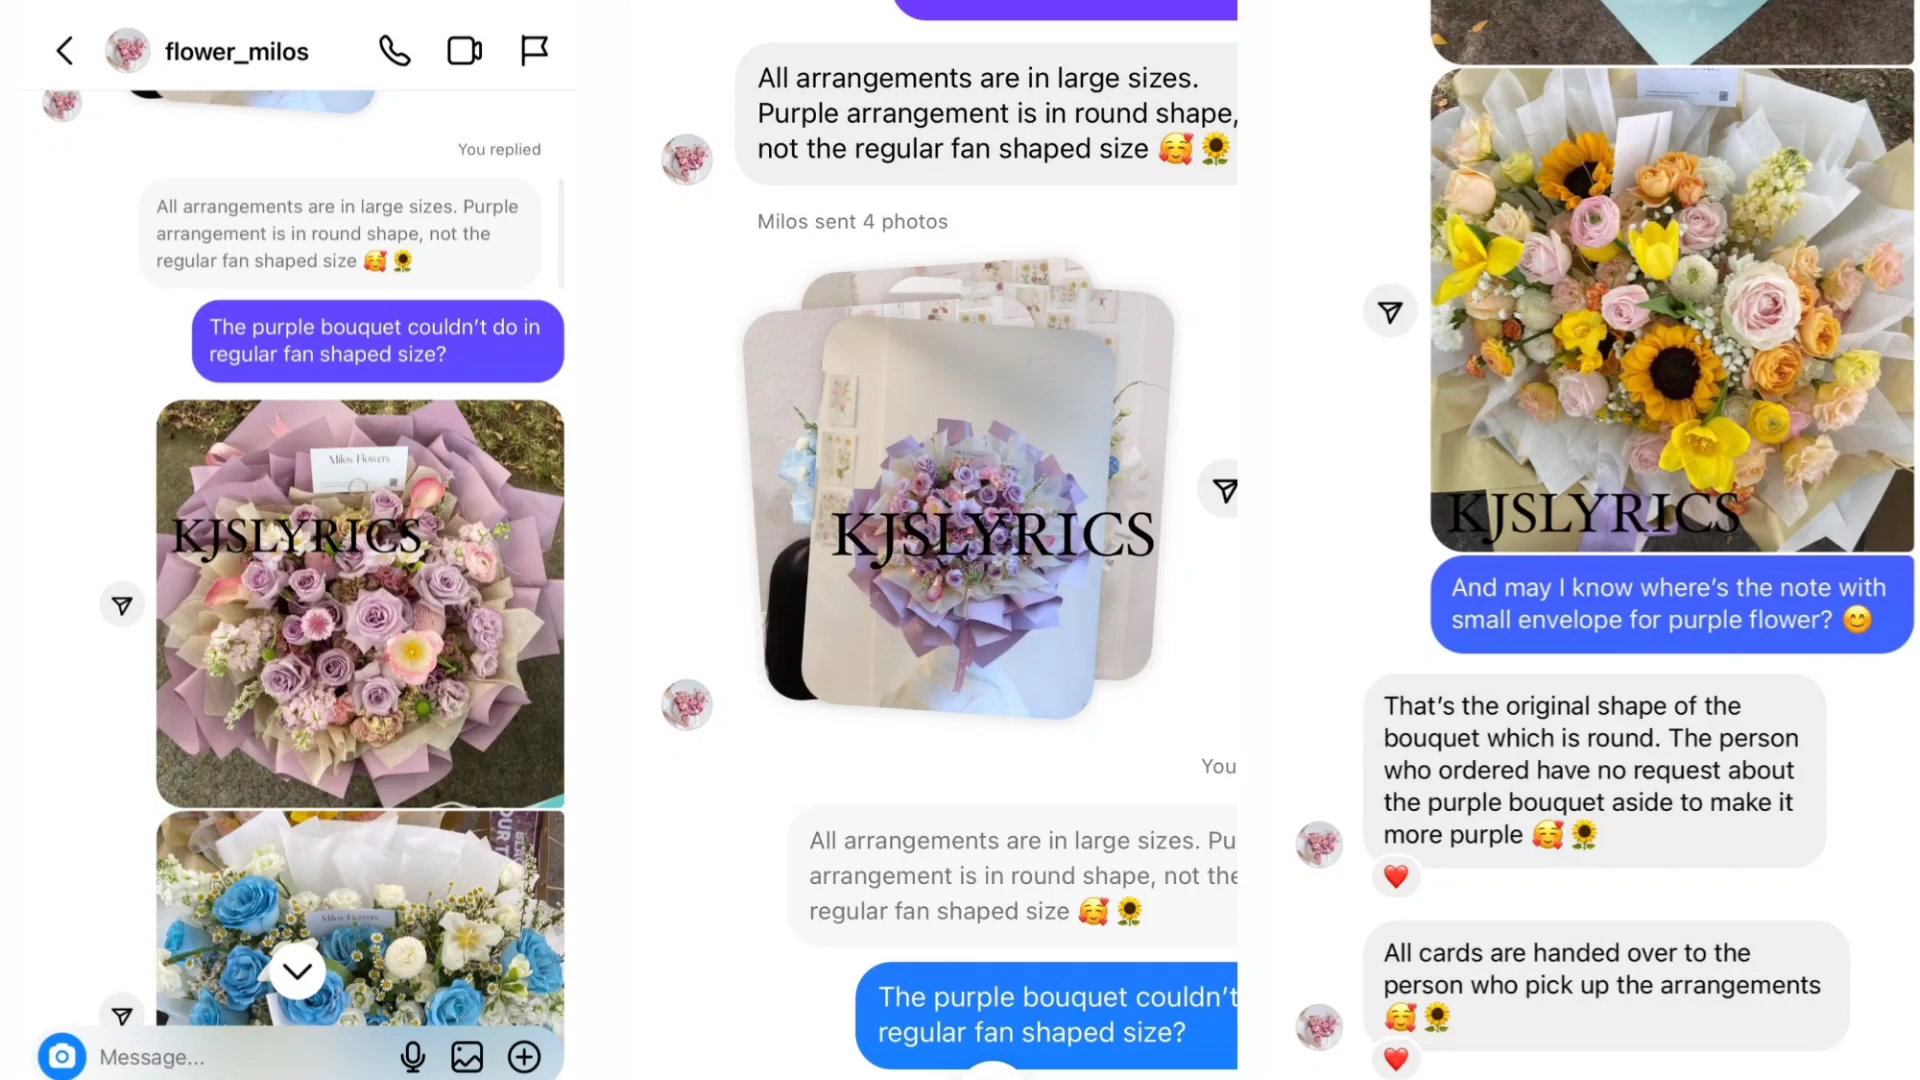 flower_milos
You replied
All arrangements are in large sizes. Purple
arrangement is in round shape, not the
regular fan shaped size 🥰 🌻
The purple bouquet couldn't do in
regular fan shaped size?
Milos Flowers
KJSLYRICS
Milos Flowers
Message...
All arrangements are in large sizes.
Purple arrangement is in round shape,
not the regular fan shaped size 🥰 🌻
Milos sent 4 photos
KJSLYRICS
You
All arrangements are in large sizes. Pu
arrangement is in round shape, not the
regular fan shaped size 🥰 🌻
The purple bouquet couldn't
regular fan shaped size?
KJSLYRICS
And may I know where's the note with
small envelope for purple flower? 😊
That's the original shape of the
bouquet which is round. The person
who ordered have no request about
the purple bouquet aside to make it
more purple 🥰 🌻
❤️
All cards are handed over to the
person who pick up the arrangements
🥰 🌻
❤️